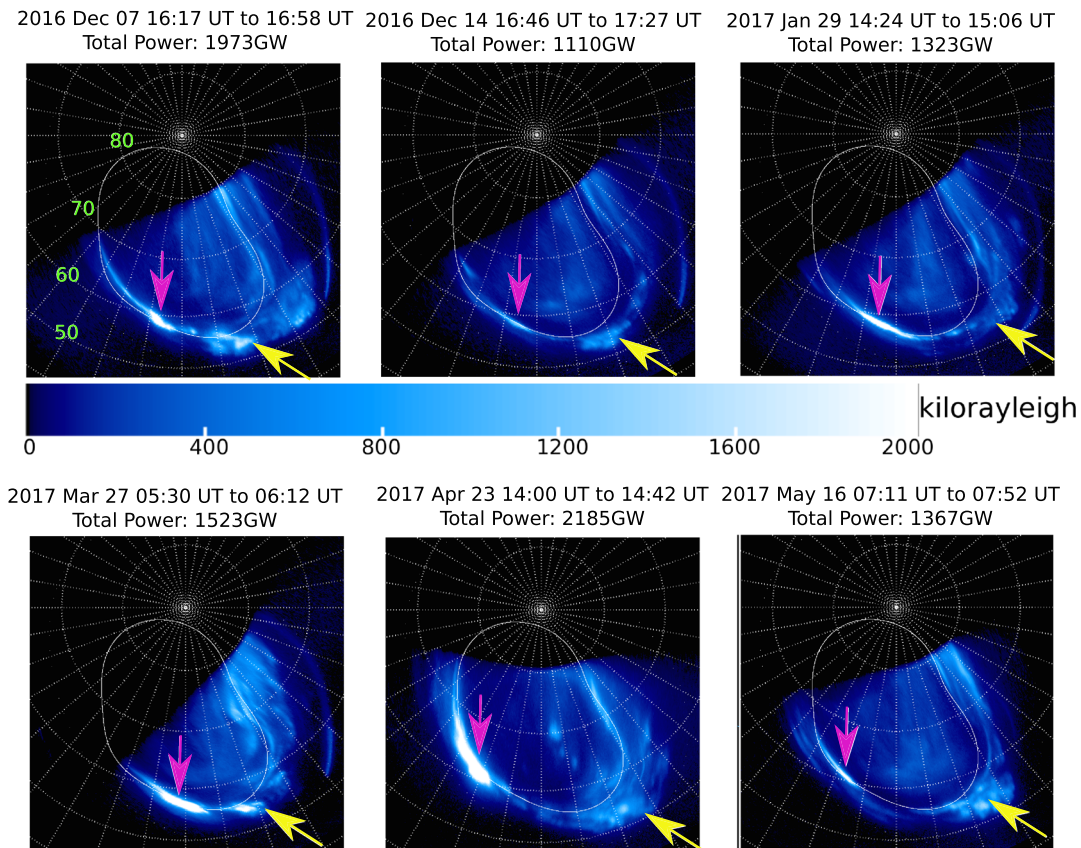 2016 Dec 07 16:17 UT to 16:58 UT
Total Power: 1973GW
2016 Dec 14 16:46 UT to 17:27 UT
Total Power: 1110GW
2017 Jan 29 14:24 UT to 15:06 UT
Total Power: 1323GW
80
70
60
50
kilorayleigh
0 400 800 1200 1600 2000
2017 Mar 27 05:30 UT to 06:12 UT
Total Power: 1523GW
2017 Apr 23 14:00 UT to 14:42 UT
Total Power: 2185GW
2017 May 16 07:11 UT to 07:52 UT
Total Power: 1367GW